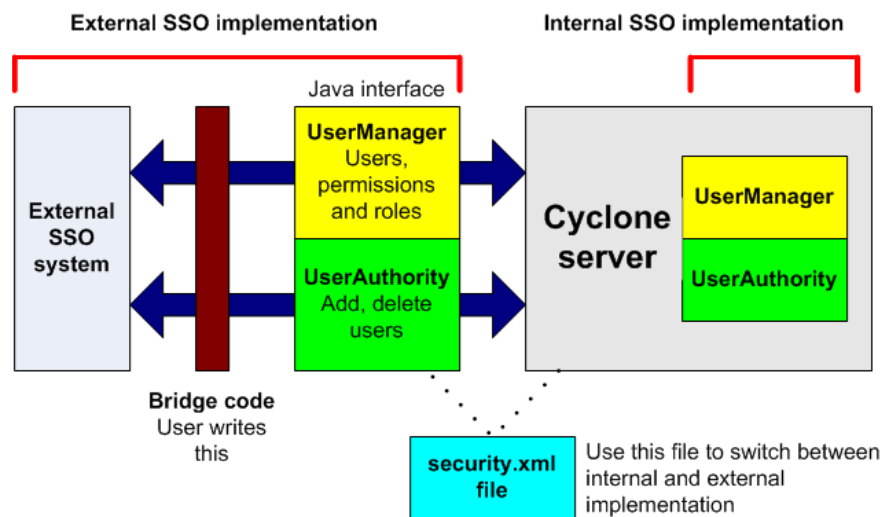 External SSO implementation
Internal SSO implementation
Java interface
External
SSO
system
UserManager
Users,
permissions
and roles
UserAuthority
Add, delete
users
Cyclone
server
UserManager
UserAuthority
Bridge code
User writes
this
security.xml
file
Use this file to switch between
internal and external
implementation